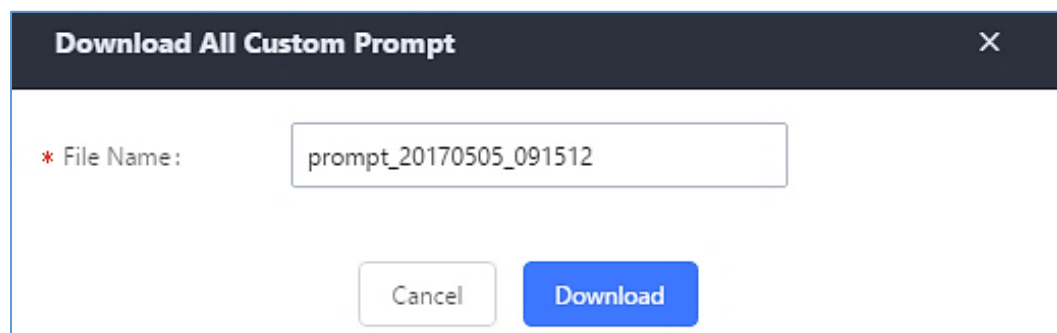 Download All Custom Prompt ×
* File Name: prompt_20170505_091512
Cancel Download